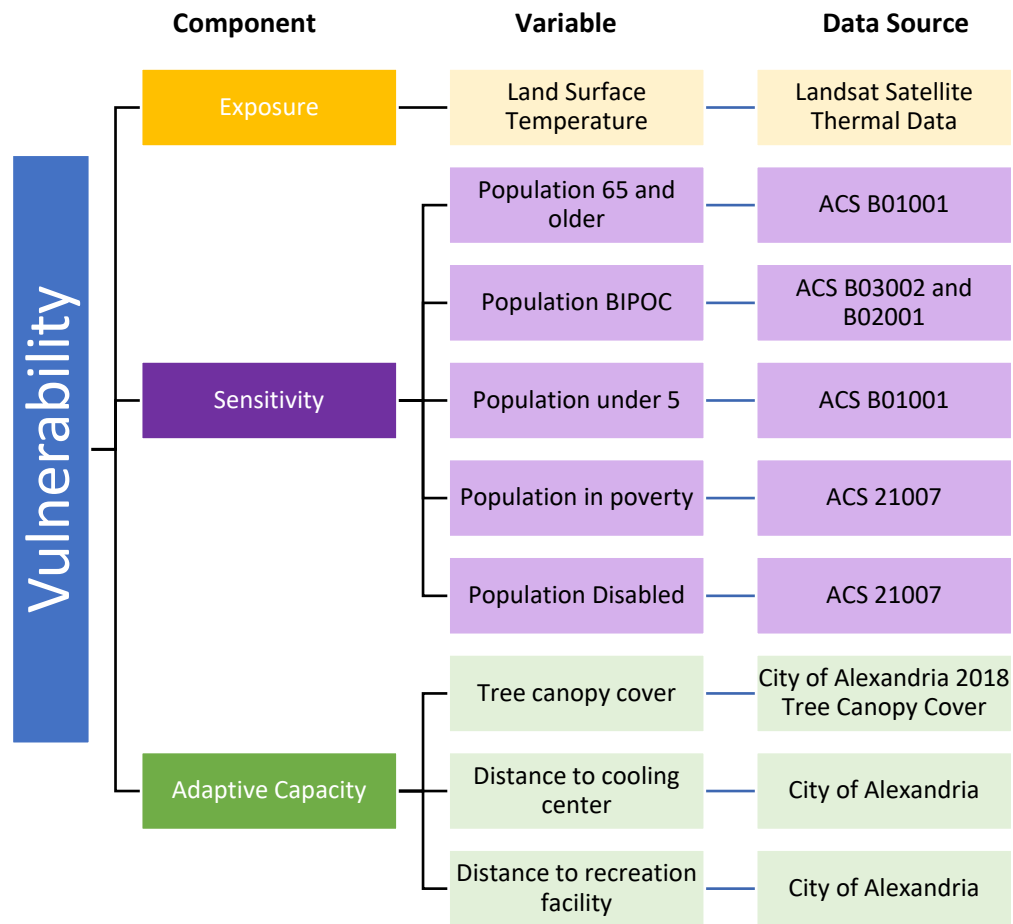 Component Variable Data Source
Vulnerability
Exposure
Land Surface
Temperature
Landsat Satellite
Thermal Data
Sensitivity
Population 65 and
older
ACS B01001
Population BIPOC
ACS B03002 and
B02001
Population under 5
ACS B01001
Population in poverty
ACS 21007
Population Disabled
ACS 21007
Adaptive Capacity
Tree canopy cover
City of Alexandria 2018
Tree Canopy Cover
Distance to cooling
center
City of Alexandria
Distance to recreation
facility
City of Alexandria